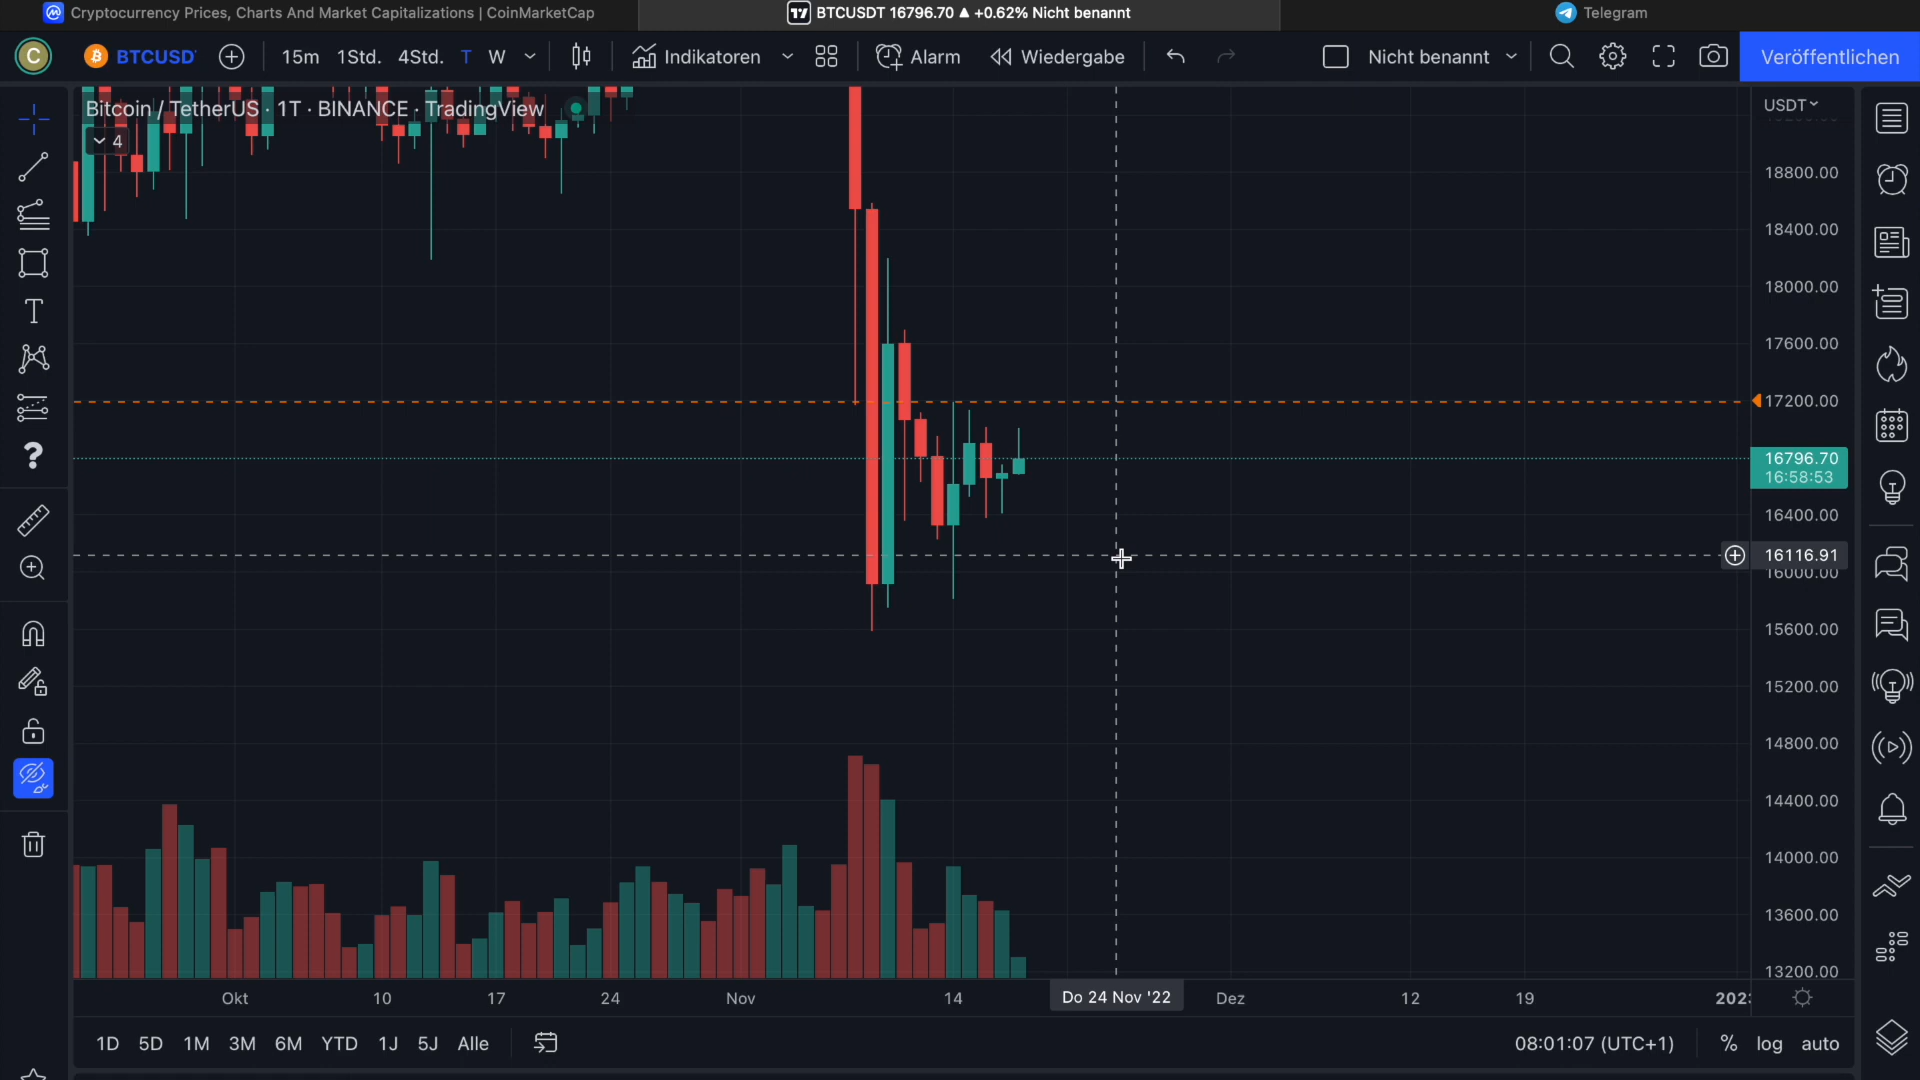 Cryptocurrency Prices, Charts And Market Capitalizations | CoinMarketCap
BTCUSDT 16796.70 ▲ +0.62% Nicht benannt
Telegram
C
BTCUSD
15m 1Std. 4Std. T W
Indikatoren
Alarm
Wiedergabe
Nicht benannt
Veröffentlichen
Bitcoin / TetherUS · 1T · BINANCE · TradingView
4
USDT
18800.00
18400.00
18000.00
17600.00
17200.00
16796.70
16:58:53
16400.00
16116.91
16000.00
15600.00
15200.00
14800.00
14400.00
14000.00
13600.00
13200.00
Okt 10 17 24 Nov 14 Do 24 Nov '22 Dez 12 19
1D 5D 1M 3M 6M YTD 1J 5J Alle
08:01:07 (UTC+1) % log auto